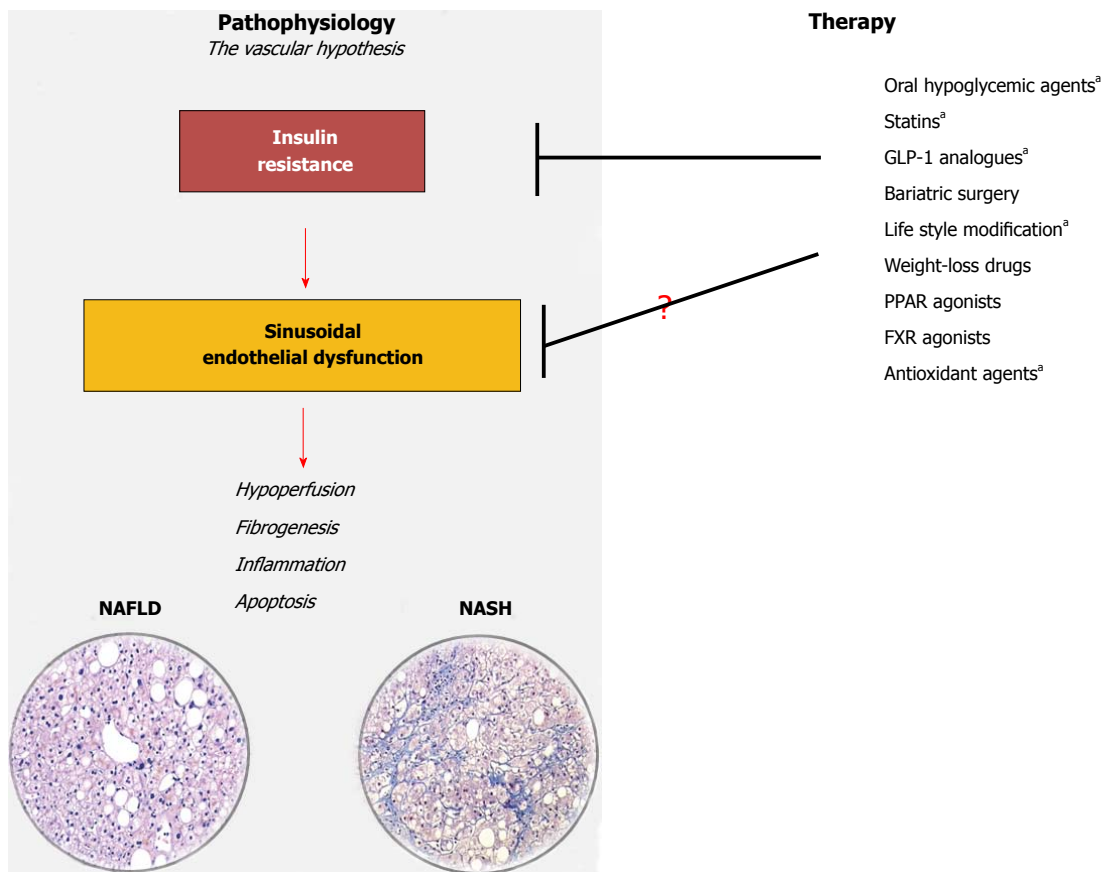 Pathophysiology
The vascular hypothesis
Insulin
resistance
Sinusoidal
endothelial dysfunction
Hypoperfusion
Fibrogenesis
Inflammation
Apoptosis
NAFLD
NASH
Therapy
Oral hypoglycemic agentsᵃ
Statinsᵃ
GLP-1 analoguesᵃ
Bariatric surgery
Life style modificationᵃ
Weight-loss drugs
PPAR agonists
FXR agonists
Antioxidant agentsᵃ
?